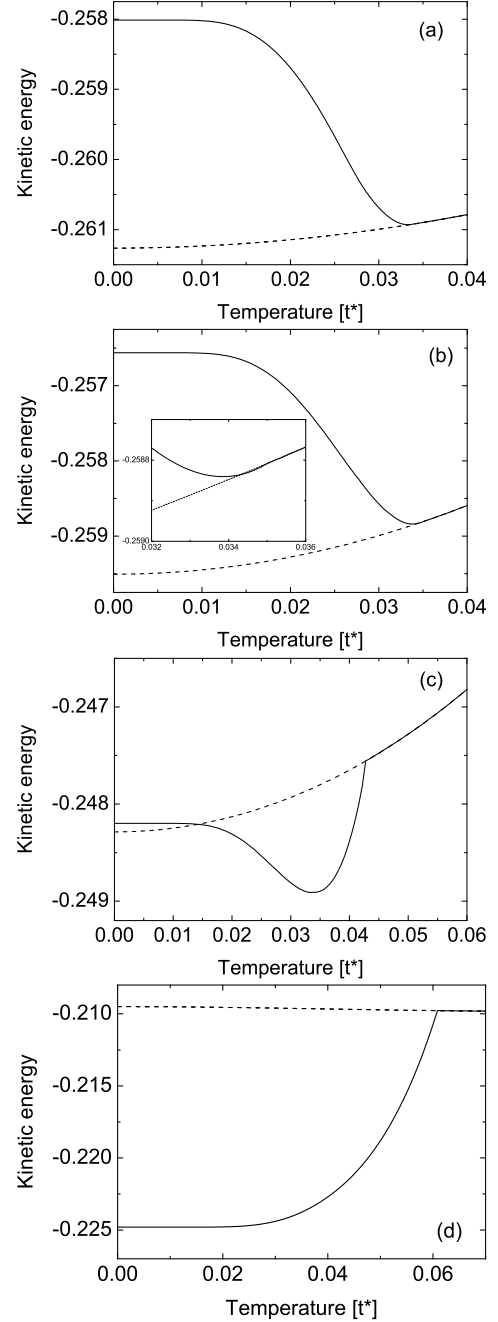 (a)
Kinetic energy
-0.258
-0.259
-0.260
-0.261
0.00 0.01 0.02 0.03 0.04
Temperature [t*]
(b)
Kinetic energy
-0.257
-0.258
-0.259
-0.2588
-0.2590
0.032 0.034 0.036
0.00 0.01 0.02 0.03 0.04
Temperature [t*]
(c)
Kinetic energy
-0.247
-0.248
-0.249
0.00 0.01 0.02 0.03 0.04 0.05 0.06
Temperature [t*]
Kinetic energy
-0.210
-0.215
-0.220
-0.225
(d)
0.00 0.02 0.04 0.06
Temperature [t*]